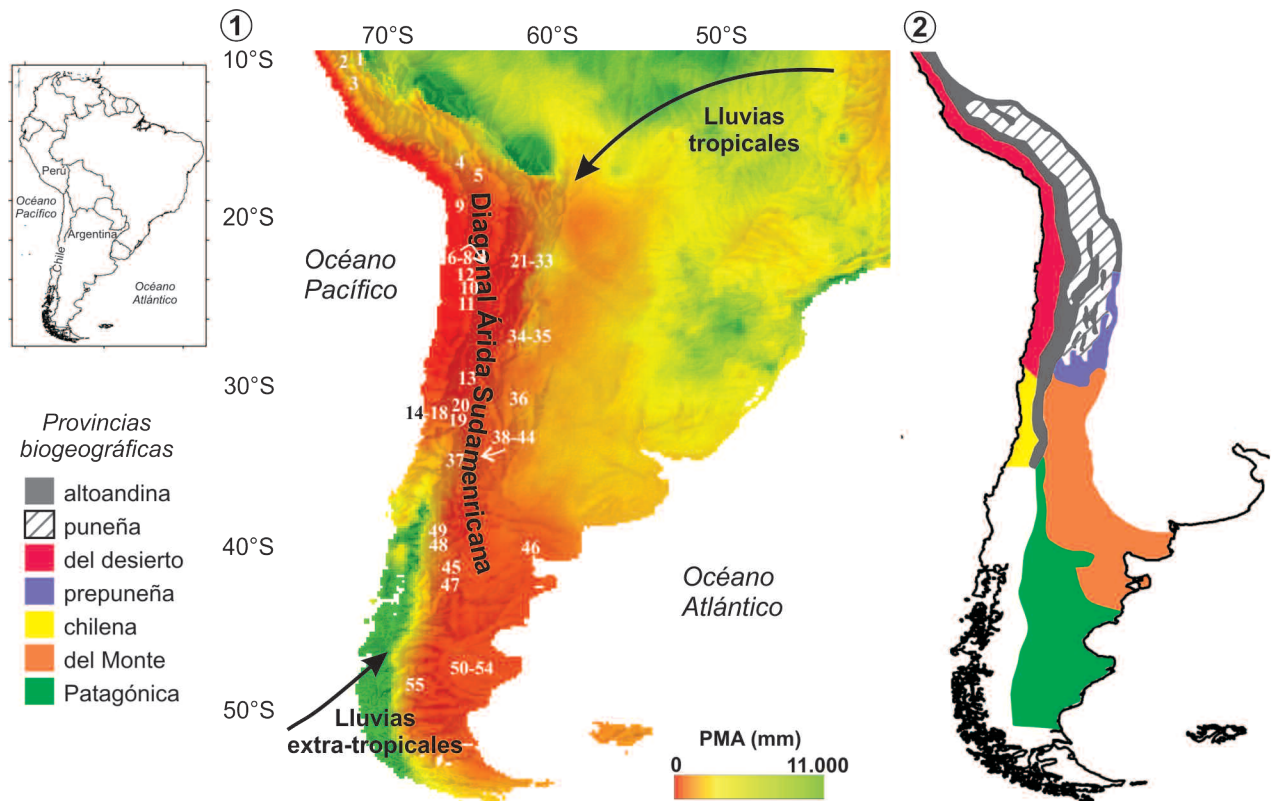 1
2
70°S
60°S
50°S
10°S
20°S
30°S
40°S
50°S
Perú
Océano
Pacífico
Argentina
Chile
Océano
Atlántico
Lluvias
tropicales
Océano
Pacífico
Diagonal Árida Sudamenricana
2 1
3
4
5
9
6-8
21-33
12
10
11
34-35
13
14-18
20
19
36
38-44
37
49
48
46
45
47
50-54
55
Océano
Atlántico
Lluvias
extra-tropicales
PMA (mm)
0
11.000
Provincias
biogeográficas
altoandina
puneña
del desierto
prepuneña
chilena
del Monte
Patagónica